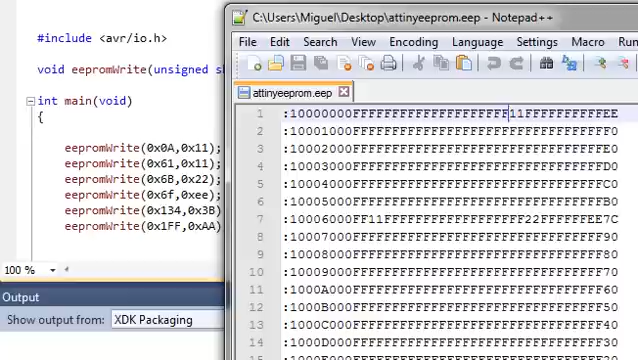 C:\Users\Miguel\Desktop\attinyeeprom.eep - Notepad++
File Edit Search View Encoding Language Settings Macro Ru
attinyeeprom.eep
#include <avr/io.h>
void eepromWrite(unsigned s
int main(void)
{
eepromWrite(0x0A,0x11);
eepromWrite(0x61,0x11);
eepromWrite(0x6B,0x22);
eepromWrite(0x6f,0xee);
eepromWrite(0x134,0x3B)
eepromWrite(0x1FF,0xAA)
100 %
Output
Show output from: XDK Packaging
1 :10000000FFFFFFFFFFFFFFFFFFFF11FFFFFFFFFFEE
2 :10001000FFFFFFFFFFFFFFFFFFFFFFFFFFFFFFFFF0
3 :10002000FFFFFFFFFFFFFFFFFFFFFFFFFFFFFFFFE0
4 :10003000FFFFFFFFFFFFFFFFFFFFFFFFFFFFFFFFD0
5 :10004000FFFFFFFFFFFFFFFFFFFFFFFFFFFFFFFFC0
6 :10005000FFFFFFFFFFFFFFFFFFFFFFFFFFFFFFFFB0
7 :10006000FF11FFFFFFFFFFFFFFFFFF22FFFFFFEE7C
8 :10007000FFFFFFFFFFFFFFFFFFFFFFFFFFFFFFFF90
9 :10008000FFFFFFFFFFFFFFFFFFFFFFFFFFFFFFFF80
10 :10009000FFFFFFFFFFFFFFFFFFFFFFFFFFFFFFFF70
11 :1000A000FFFFFFFFFFFFFFFFFFFFFFFFFFFFFFFF60
12 :1000B000FFFFFFFFFFFFFFFFFFFFFFFFFFFFFFFF50
13 :1000C000FFFFFFFFFFFFFFFFFFFFFFFFFFFFFFFF40
14 :1000D000FFFFFFFFFFFFFFFFFFFFFFFFFFFFFFFF30
15 :1000E000FFFFFFFFFFFFFFFFFFFFFFFFFFFFFFFF20